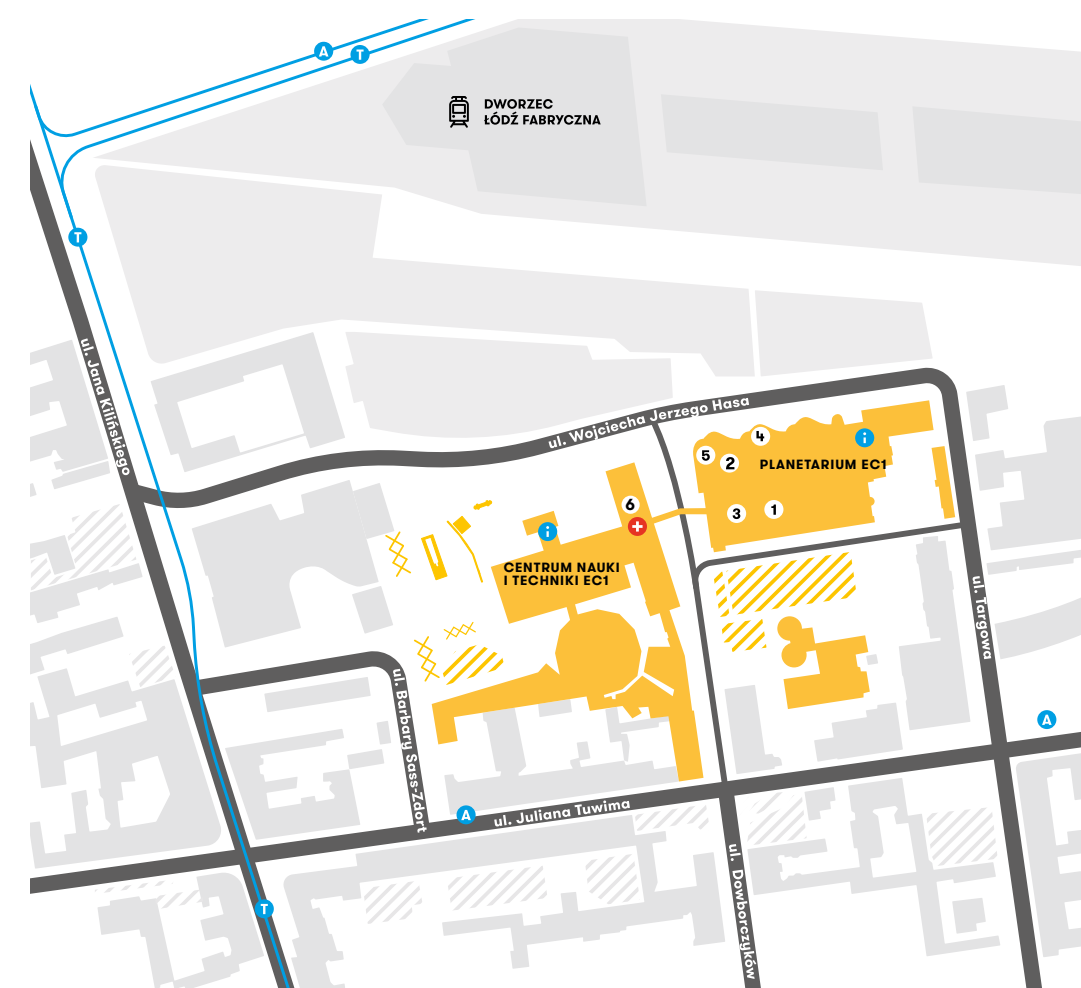 A
T
DWORZEC
ŁÓDŹ FABRYCZNA
T
ul. Jana Kilińskiego
ul. Wojciecha Jerzego Hasa
4
i
5
2
PLANETARIUM EC1
6
3
1
+
i
CENTRUM NAUKI
I TECHNIKI EC1
ul. Targowa
ul. Barbary Sass-Zdort
A
A
ul. Juliana Tuwima
ul. Dowborczyków
T